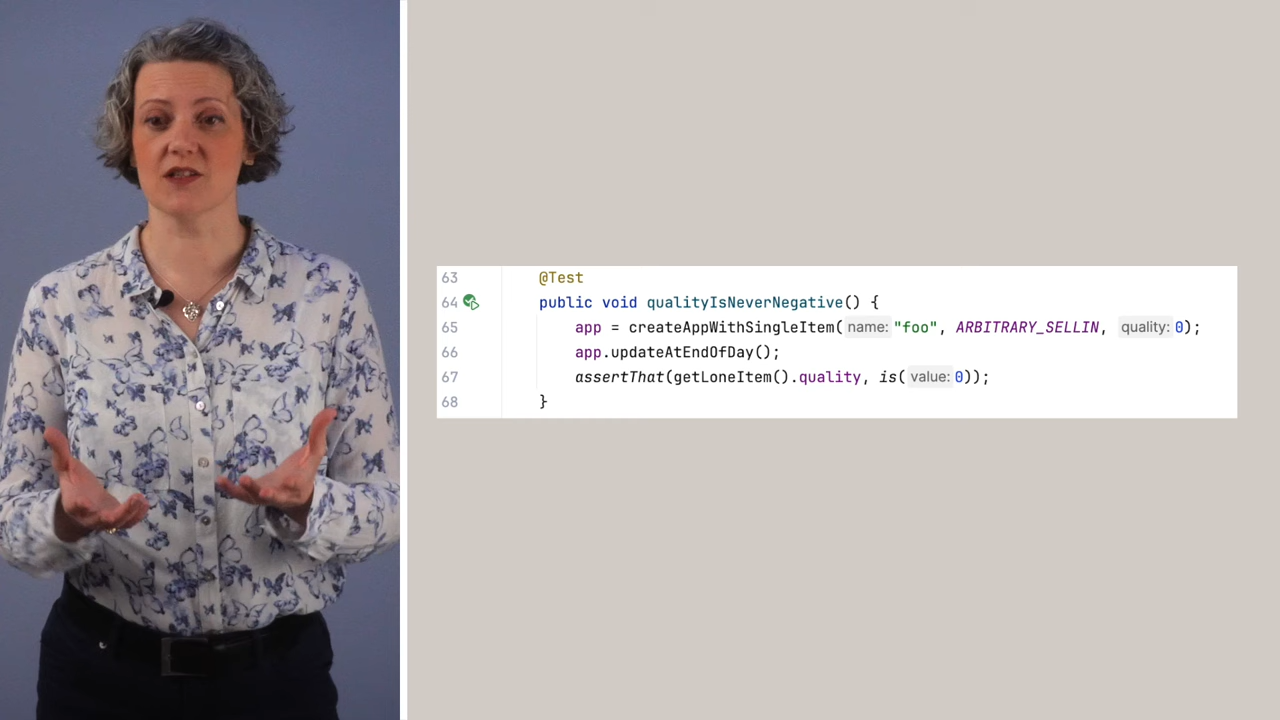 63 @Test
64 public void qualityIsNeverNegative() {
65 app = createAppWithSingleItem( name: "foo", ARBITRARY_SELLIN, quality: 0);
66 app.updateAtEndOfDay();
67 assertThat(getLoneItem().quality, is( value: 0));
68 }